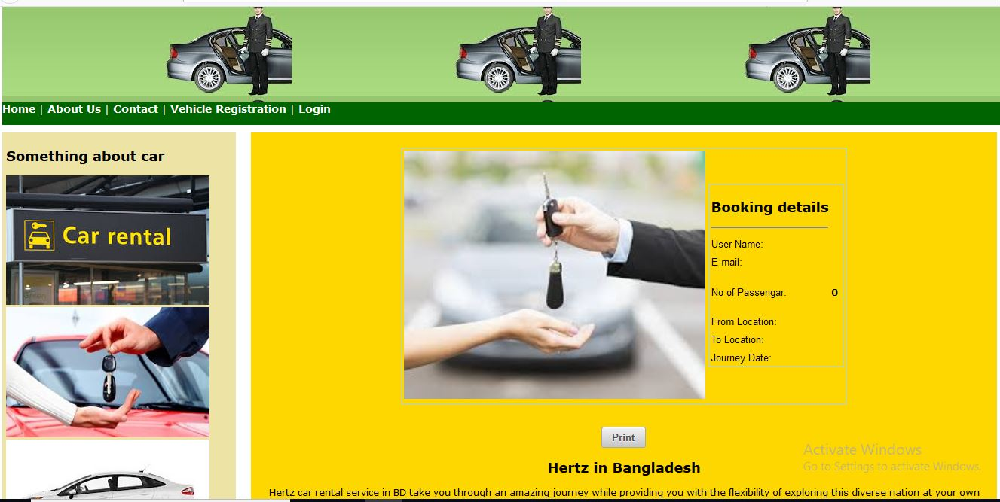 Home | About Us | Contact | Vehicle Registration | Login
Something about car
Car rental
Booking details
User Name:
E-mail:
No of Passengar: 0
From Location:
To Location:
Journey Date:
Print
Hertz in Bangladesh
Activate Windows
Go to Settings to activate Windows.
Hertz car rental service in BD take you through an amazing journey while providing you with the flexibility of exploring this diverse nation at your own